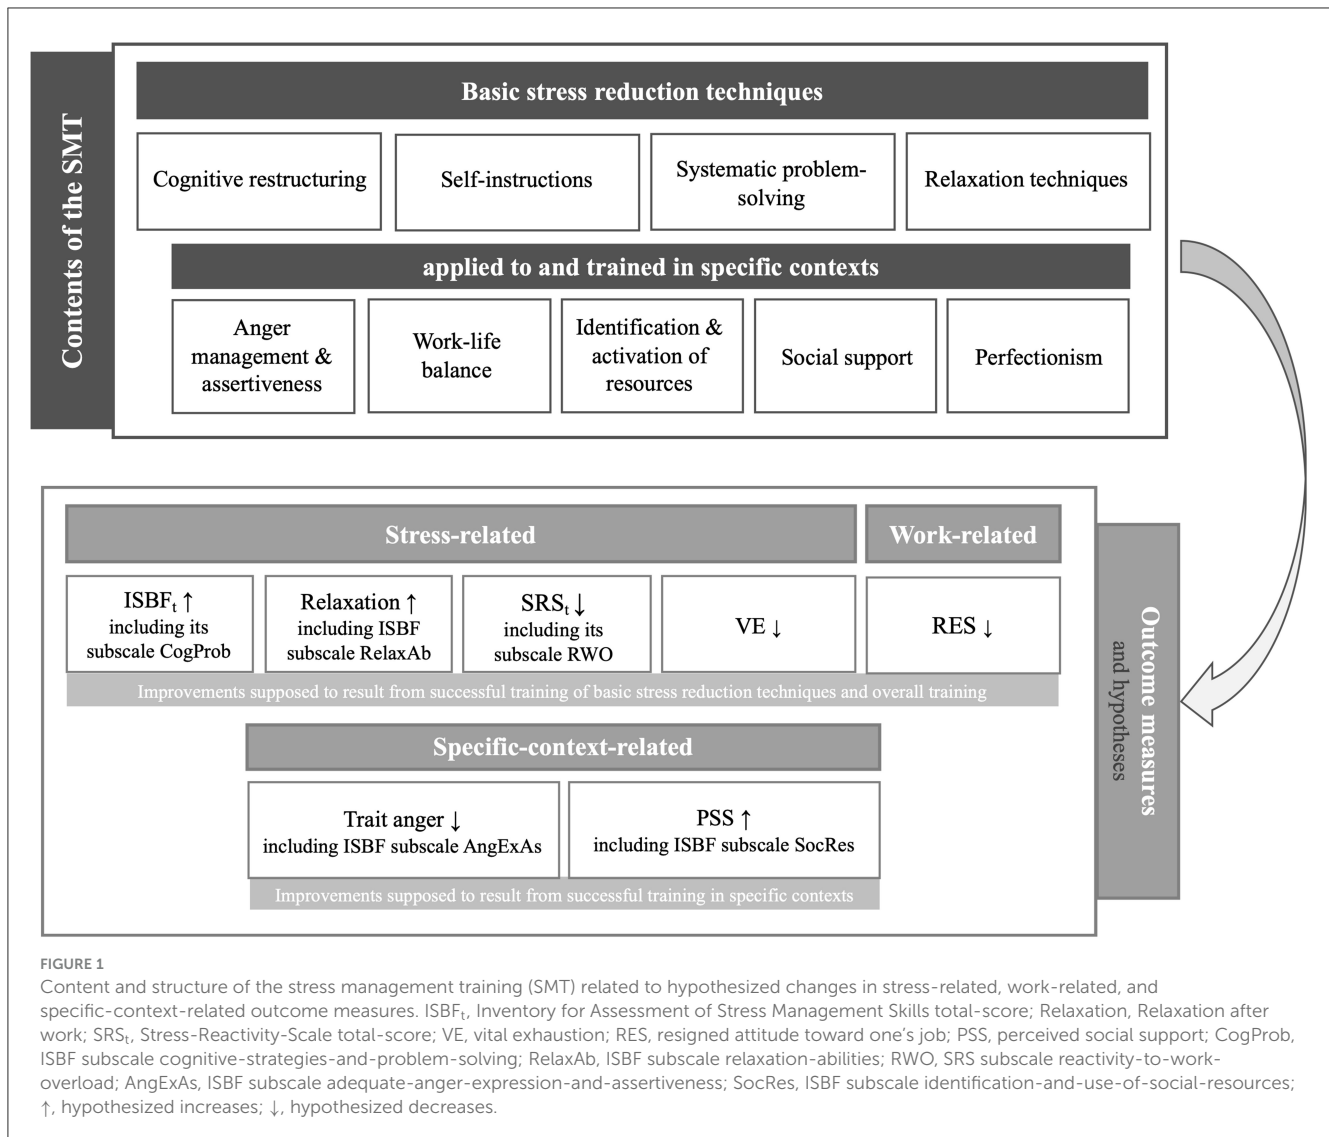 Contents of the SMT
Basic stress reduction techniques
Cognitive restructuring
Self-instructions
Systematic problem-
solving
Relaxation techniques
applied to and trained in specific contexts
Anger
management &
assertiveness
Work-life
balance
Identification &
activation of
resources
Social support
Perfectionism
Stress-related
Work-related
ISBFₜ ↑
including its
subscale CogProb
Relaxation ↑
including ISBF
subscale RelaxAb
SRSₜ ↓
including its
subscale RWO
VE ↓
RES ↓
Improvements supposed to result from successful training of basic stress reduction techniques and overall training
Specific-context-related
Trait anger ↓
including ISBF subscale AngExAs
PSS ↑
including ISBF subscale SocRes
Improvements supposed to result from successful training in specific contexts
Outcome measures
and hypotheses
FIGURE 1
Content and structure of the stress management training (SMT) related to hypothesized changes in stress-related, work-related, and
specific-context-related outcome measures. ISBFₜ, Inventory for Assessment of Stress Management Skills total-score; Relaxation, Relaxation after
work; SRSₜ, Stress-Reactivity-Scale total-score; VE, vital exhaustion; RES, resigned attitude toward one's job; PSS, perceived social support; CogProb,
ISBF subscale cognitive-strategies-and-problem-solving; RelaxAb, ISBF subscale relaxation-abilities; RWO, SRS subscale reactivity-to-work-
overload; AngExAs, ISBF subscale adequate-anger-expression-and-assertiveness; SocRes, ISBF subscale identification-and-use-of-social-resources;
↑, hypothesized increases; ↓, hypothesized decreases.